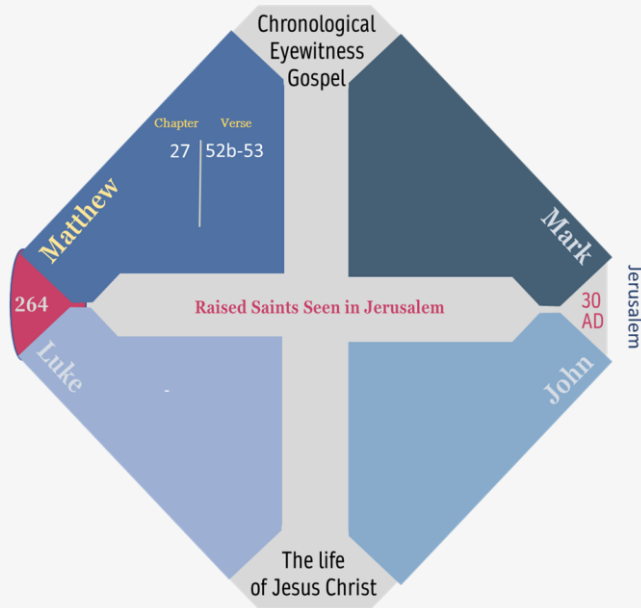 Chronological
Eyewitness
Gospel
Chapter Verse
27 52b-53
Matthew
Mark
264
Raised Saints Seen in Jerusalem
30
AD
Jerusalem
Luke
-
John
The life
of Jesus Christ